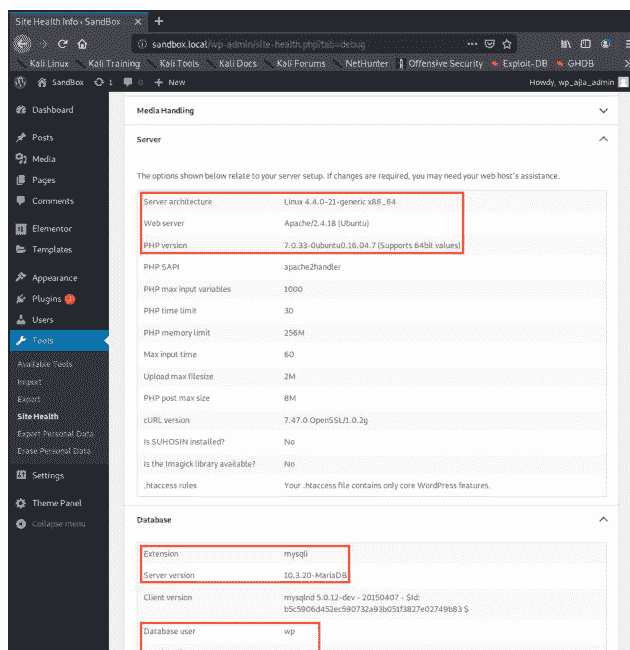 Site Health Info ‹ SandBox
sandbox.local/wp-admin/site-health.php?tab=debug
Kali Linux Kali Training Kali Tools Kali Docs Kali Forums NetHunter Offensive Security Exploit-DB GHDB
SandBox 1 0 New Howdy, wp_ajla_admin
Dashboard
Posts
Media
Pages
Comments
Elementor
Templates
Appearance
Plugins
Users
Tools
Available Tools
Import
Export
Site Health
Export Personal Data
Erase Personal Data
Settings
Theme Panel
Collapse menu
Media Handling
Server
The options shown below relate to your server setup. If changes are required, you may need your web host's assistance.
Server architecture Linux 4.4.0-21-generic x86_64
Web server Apache/2.4.18 (Ubuntu)
PHP version 7.0.33-0ubuntu0.16.04.7 (Supports 64bit values)
PHP SAPI apache2handler
PHP max input variables 1000
PHP time limit 30
PHP memory limit 256M
Max input time 60
Upload max filesize 2M
PHP post max size 8M
cURL version 7.47.0 OpenSSL/1.0.2g
Is SUHOSIN installed? No
Is the Imagick library available? No
.htaccess rules Your .htaccess file contains only core WordPress features.
Database
Extension mysqli
Server version 10.3.20-MariaDB
Client version mysqlnd 5.0.12-dev - 20150407 - $Id:
b5c5906d452ec590732a93b051f3827e02749b83 $
Database user wp